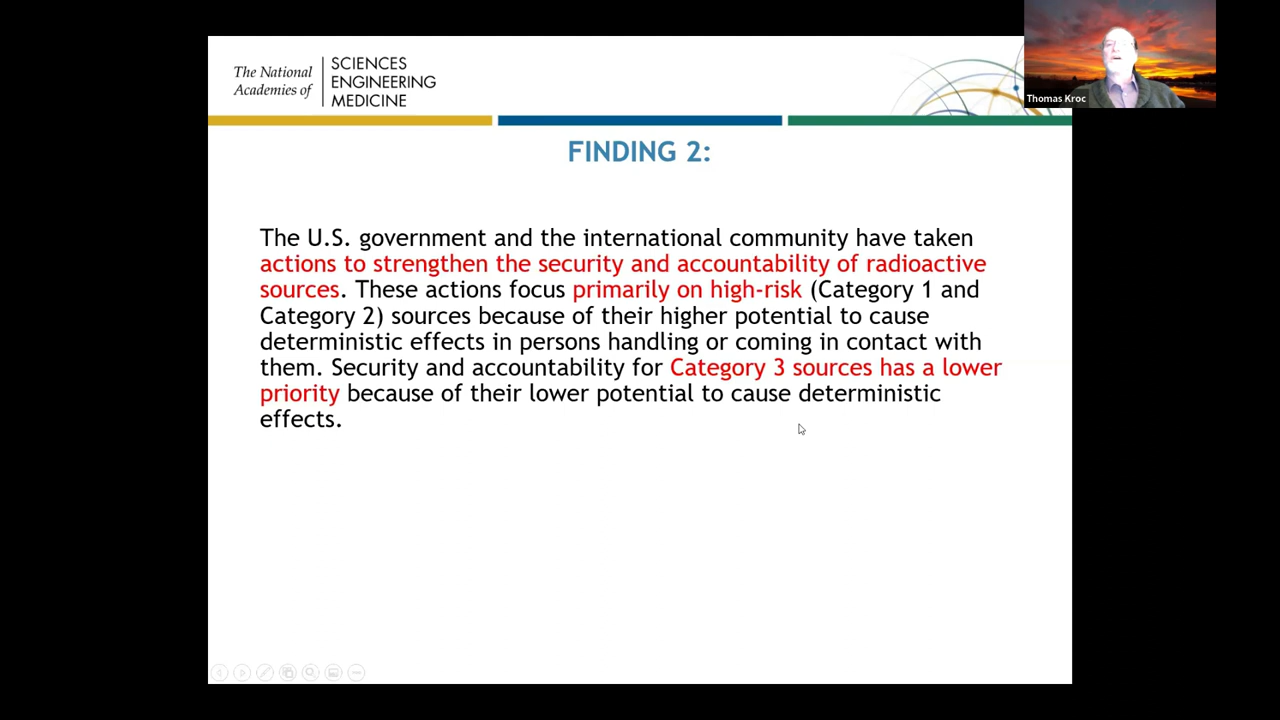 The National
Academies of
SCIENCES
ENGINEERING
MEDICINE
Thomas Kroc
FINDING 2:
The U.S. government and the international community have taken
actions to strengthen the security and accountability of radioactive
sources. These actions focus primarily on high-risk (Category 1 and
Category 2) sources because of their higher potential to cause
deterministic effects in persons handling or coming in contact with
them. Security and accountability for Category 3 sources has a lower
priority because of their lower potential to cause deterministic
effects.